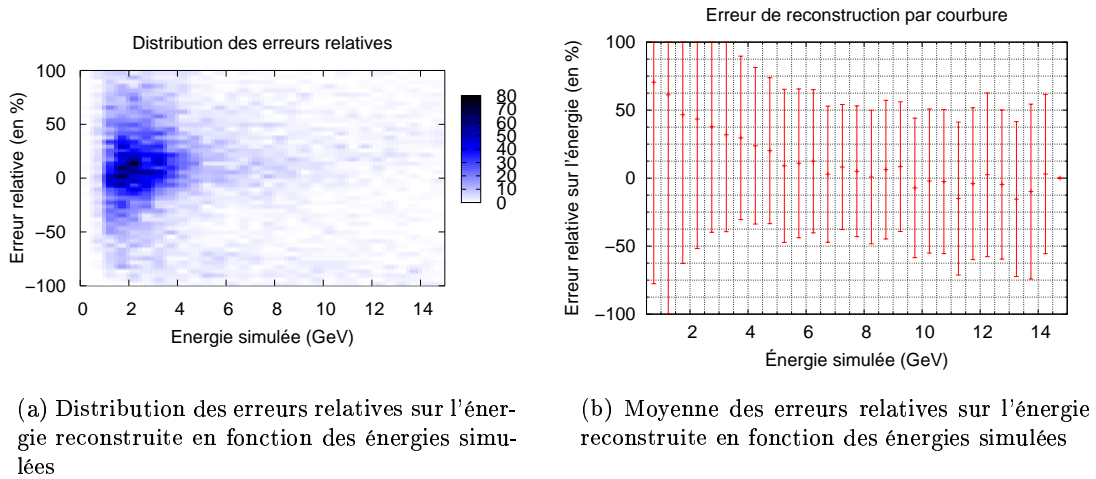 Distribution des erreurs relatives
Erreur relative (en %)
100
50
0
−50
−100
0 2 4 6 8 10 12 14
Energie simulée (GeV)
80
70
60
50
40
30
20
10
0
Erreur de reconstruction par courbure
Erreur relative sur l'énergie (en %)
100
50
0
−50
−100
2 4 6 8 10 12 14
Énergie simulée (GeV)
(a) Distribution des erreurs relatives sur l'éner-
gie reconstruite en fonction des énergies simu-
lées
(b) Moyenne des erreurs relatives sur l'énergie
reconstruite en fonction des énergies simulées